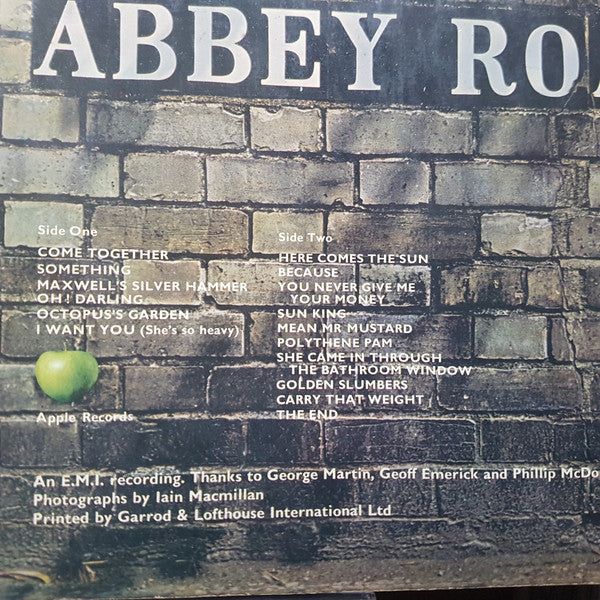 ABBEY RO
Side One
COME TOGETHER
SOMETHING
MAXWELL'S SILVER HAMMER
OH! DARLING
OCTOPUS'S GARDEN
I WANT YOU (She's so heavy)
Apple Records
Side Two
HERE COMES THE SUN
BECAUSE
YOU NEVER GIVE ME
YOUR MONEY
SUN KING
MEAN MR MUSTARD
POLYTHENE PAM
SHE CAME IN THROUGH
THE BATHROOM WINDOW
GOLDEN SLUMBERS
CARRY THAT WEIGHT
THE END
An E.M.I. recording. Thanks to George Martin, Geoff Emerick and Phillip McDo
Photographs by Iain Macmillan
Printed by Garrod & Lofthouse International Ltd